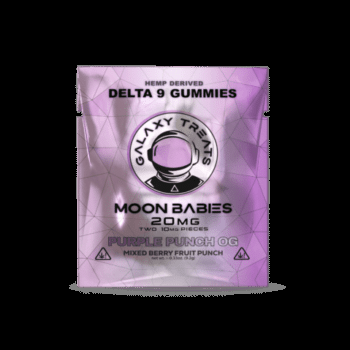 HEMP DERIVED
DELTA 9 GUMMIES
GALAXY TREATS
MOON BABIES
20MG
TWO 10MG PIECES
PURPLE PUNCH OG
MIXED BERRY FRUIT PUNCH